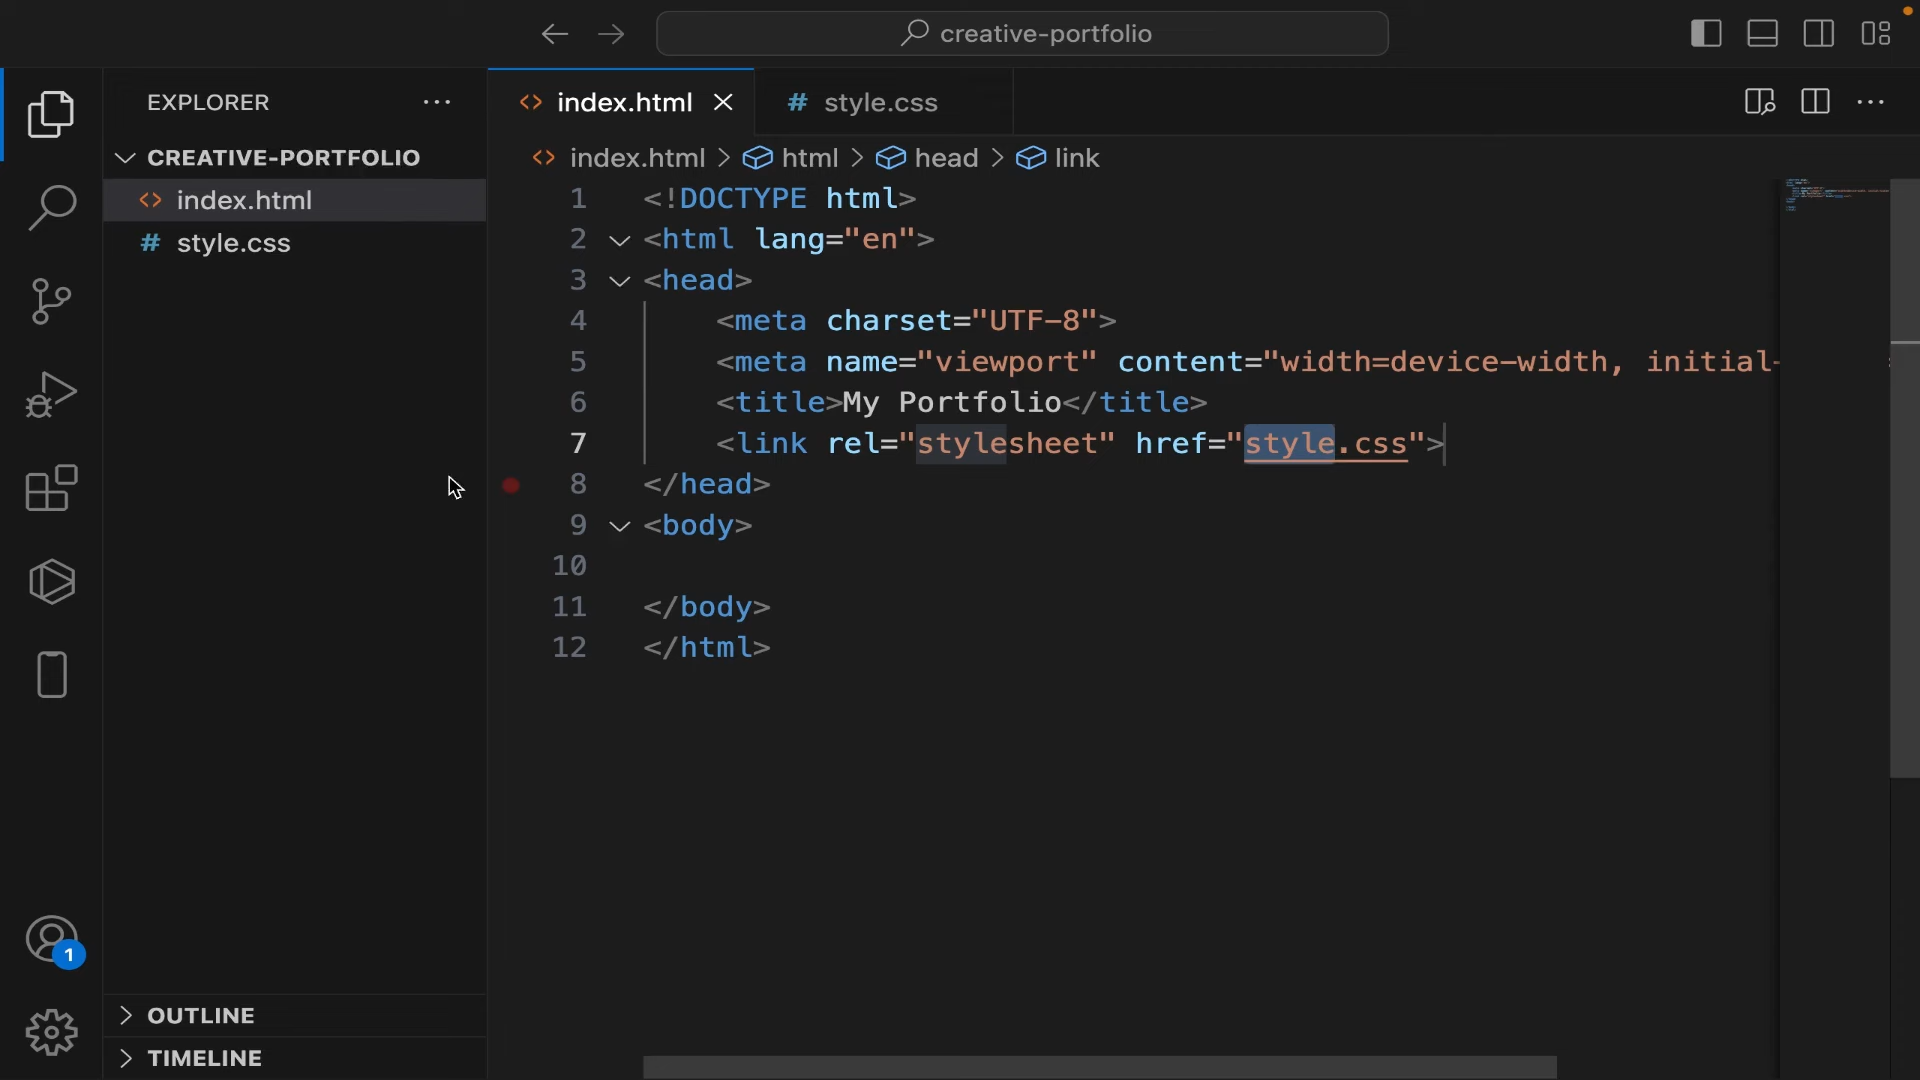 creative-portfolio
EXPLORER
CREATIVE-PORTFOLIO
<> index.html
# style.css
OUTLINE
TIMELINE
1
<> index.html
# style.css
<> index.html > html > head > link
1 <!DOCTYPE html>
2 <html lang="en">
3 <head>
4 <meta charset="UTF-8">
5 <meta name="viewport" content="width=device-width, initial-
6 <title>My Portfolio</title>
7 <link rel="stylesheet" href="style.css">
8 </head>
9 <body>
10
11 </body>
12 </html>